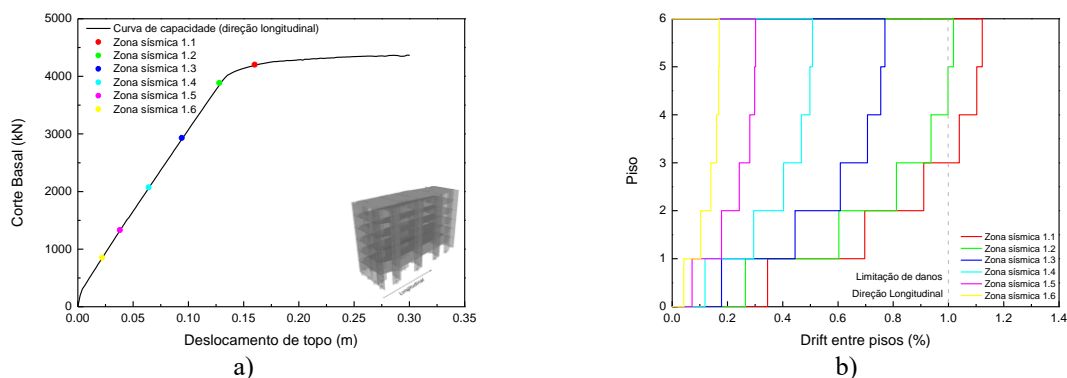 5000
4000
3000
2000
1000
0
Corte Basal (kN)
Curva de capacidade (direção longitudinal)
Zona sísmica 1.1
Zona sísmica 1.2
Zona sísmica 1.3
Zona sísmica 1.4
Zona sísmica 1.5
Zona sísmica 1.6
Longitudinal
0.00 0.05 0.10 0.15 0.20 0.25 0.30 0.35
Deslocamento de topo (m)
a)
6
5
4
3
2
1
0
Piso
Limitação de danos
Direção Longitudinal
Zona sísmica 1.1
Zona sísmica 1.2
Zona sísmica 1.3
Zona sísmica 1.4
Zona sísmica 1.5
Zona sísmica 1.6
0.0 0.2 0.4 0.6 0.8 1.0 1.2 1.4
Drift entre pisos (%)
b)